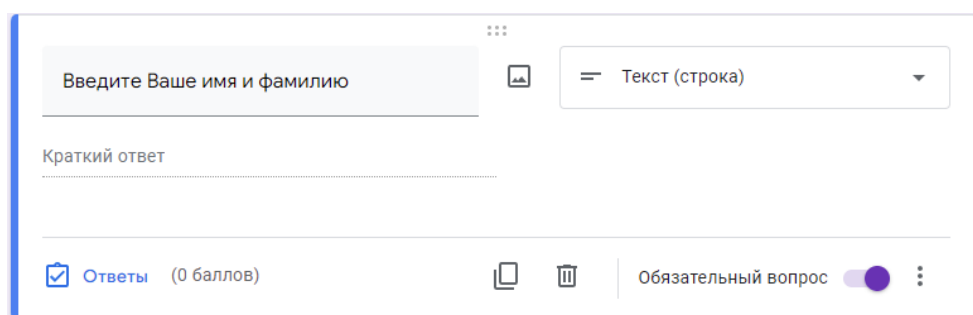 Введите Ваше имя и фамилию
Текст (строка)
Краткий ответ
Ответы (0 баллов)
Обязательный вопрос